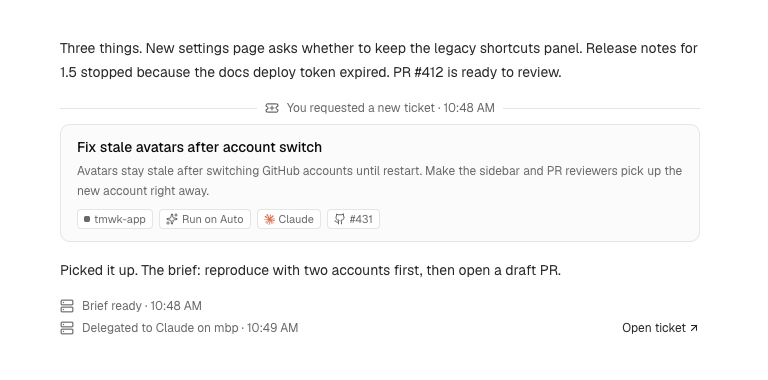 Three things. New settings page asks whether to keep the legacy shortcuts panel. Release notes for
1.5 stopped because the docs deploy token expired. PR #412 is ready to review.
You requested a new ticket · 10:48 AM
Fix stale avatars after account switch
Avatars stay stale after switching GitHub accounts until restart. Make the sidebar and PR reviewers pick up the
new account right away.
tmwk-app Run on Auto Claude #431
Picked it up. The brief: reproduce with two accounts first, then open a draft PR.
Brief ready · 10:48 AM
Delegated to Claude on mbp · 10:49 AM Open ticket